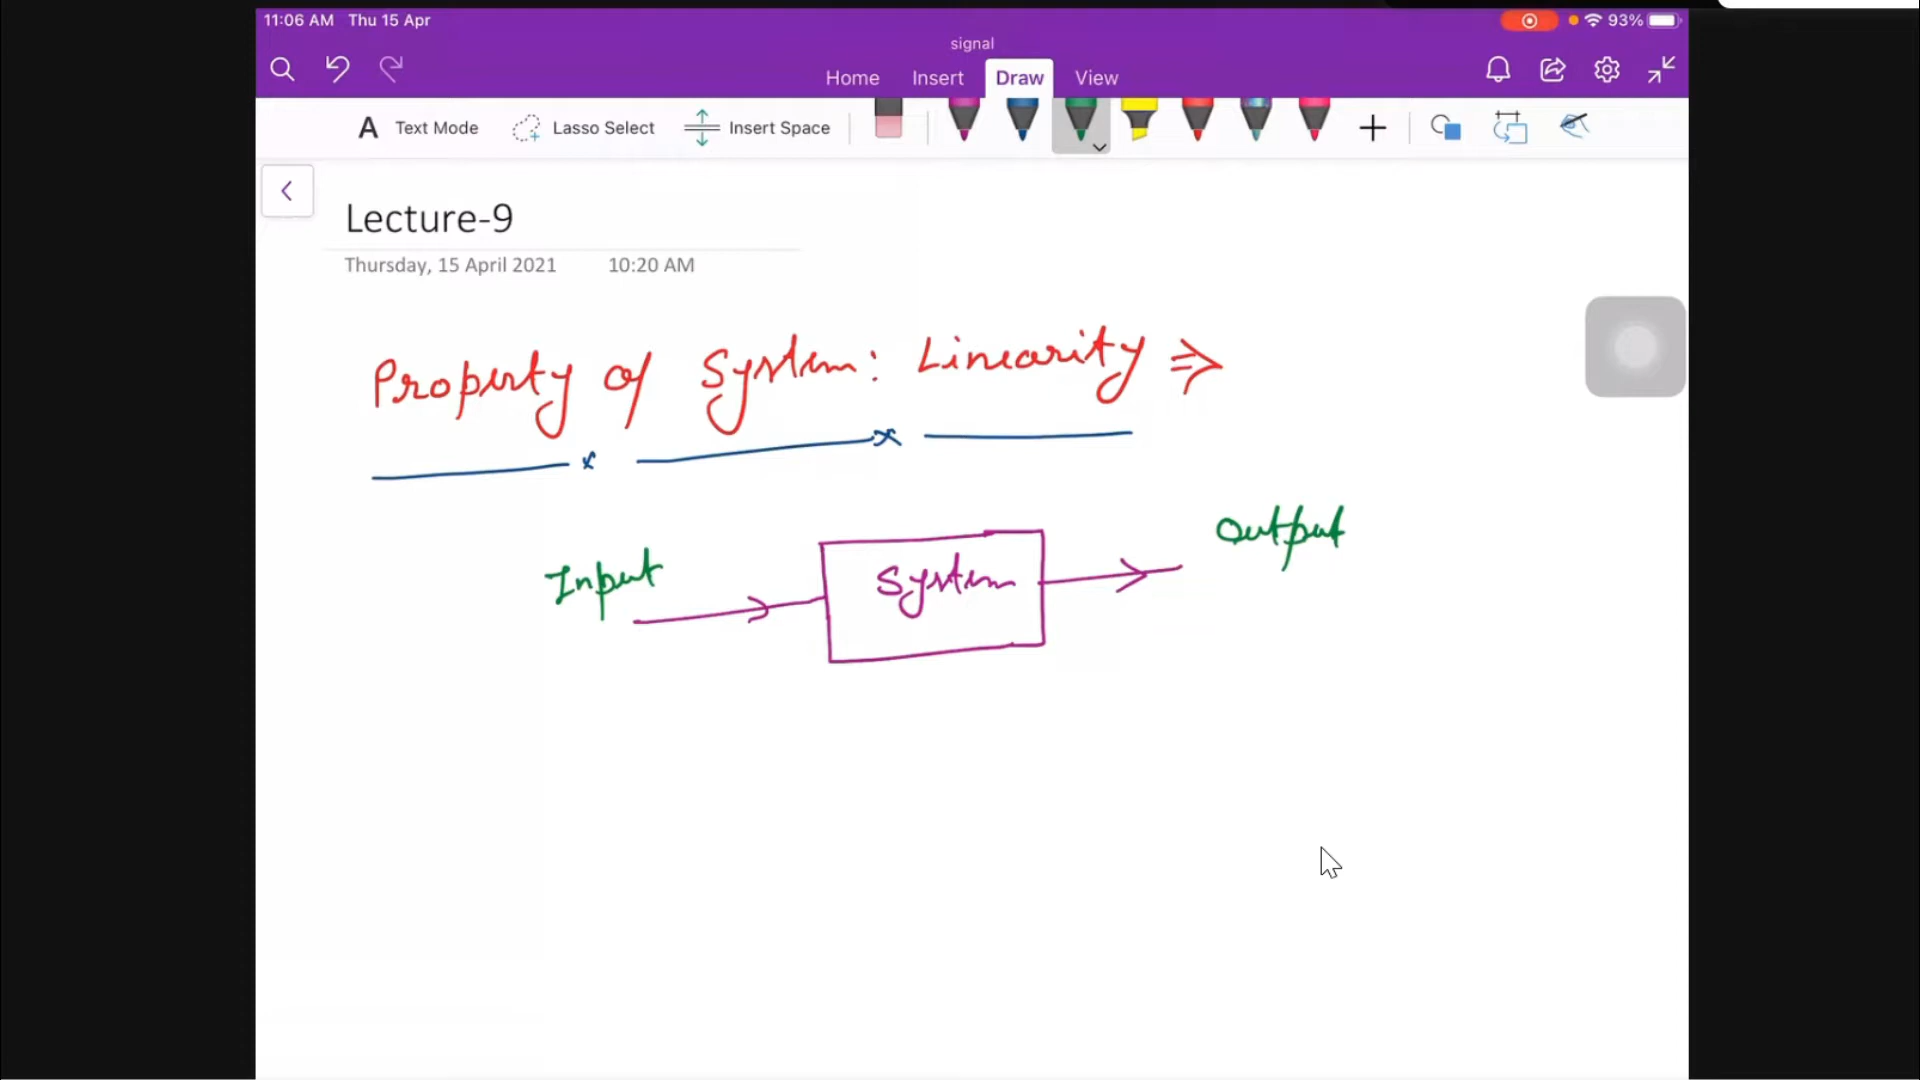 11:06 AM Thu 15 Apr
93%
signal
Home Insert Draw View
A Text Mode Lasso Select Insert Space
Lecture-9
Thursday, 15 April 2021 10:20 AM
Property of System: Linearity ⇒
Output
Input
System